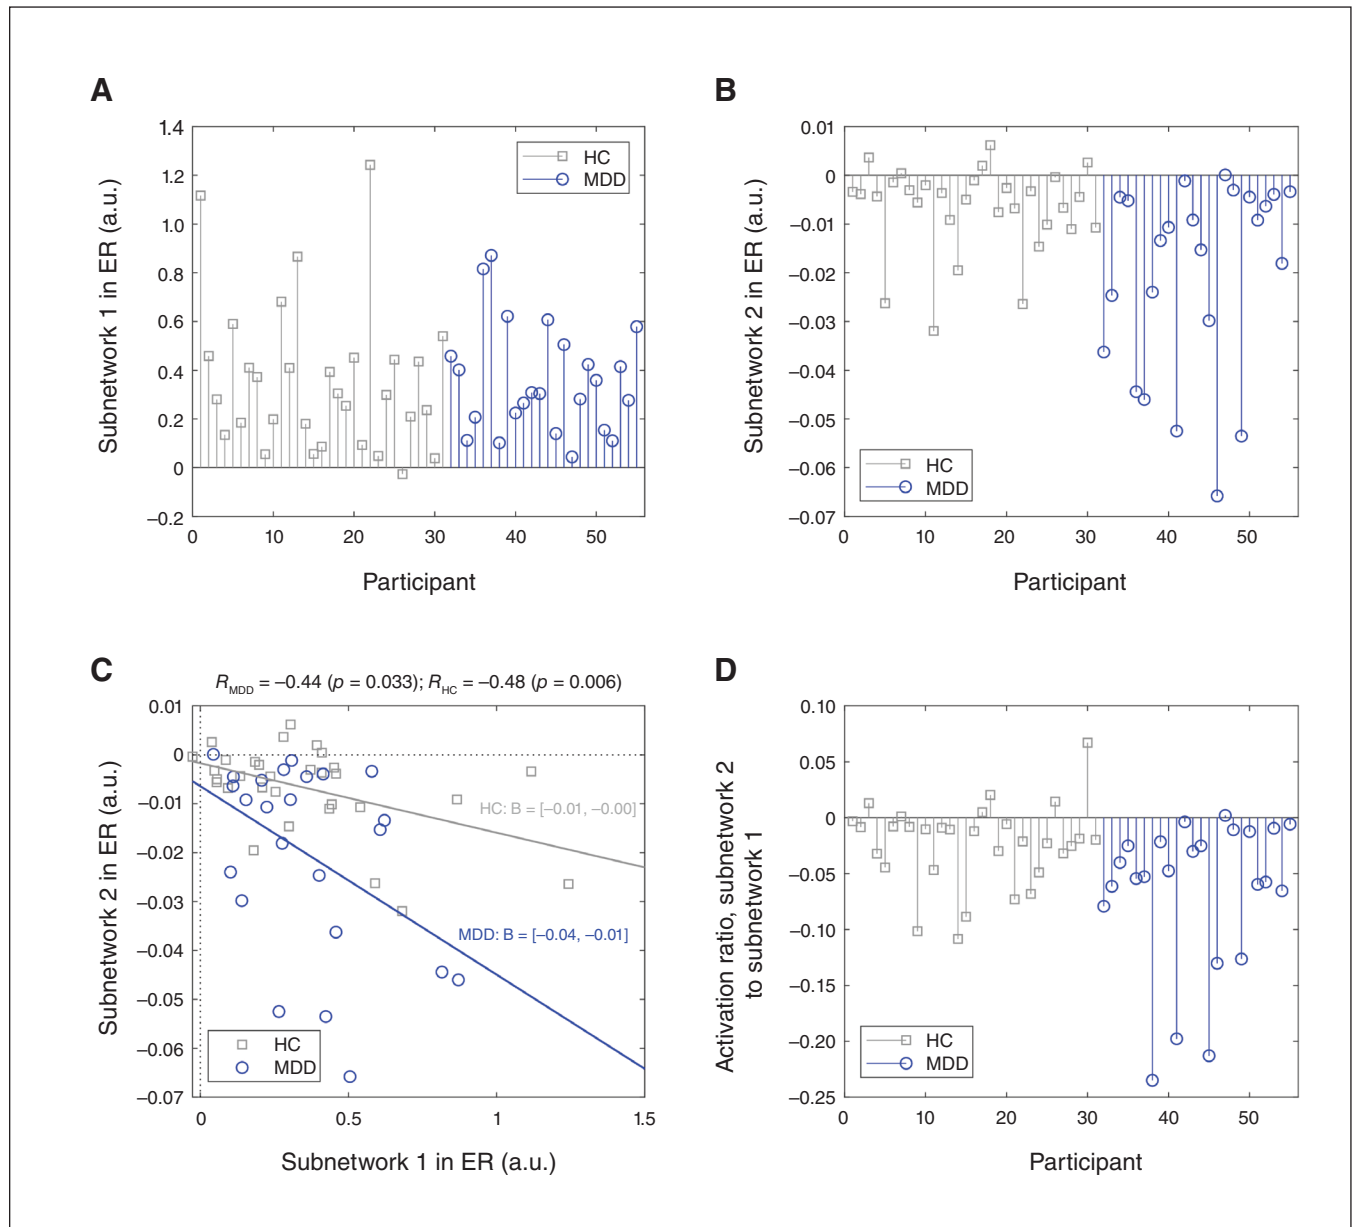 A
1.4
1.2
1.0
0.8
0.6
0.4
0.2
0
–0.2
0 10 20 30 40 50
Subnetwork 1 in ER (a.u.)
Participant
HC
MDD
B
0.01
0
–0.01
–0.02
–0.03
–0.04
–0.05
–0.06
–0.07
0 10 20 30 40 50
Subnetwork 2 in ER (a.u.)
Participant
HC
MDD
C
R_MDD = –0.44 (p = 0.033); R_HC = –0.48 (p = 0.006)
0.01
0
–0.01
–0.02
–0.03
–0.04
–0.05
–0.06
–0.07
0 0.5 1 1.5
Subnetwork 2 in ER (a.u.)
Subnetwork 1 in ER (a.u.)
HC: B = [–0.01, –0.00]
MDD: B = [–0.04, –0.01]
HC
MDD
D
0.10
0.05
0
–0.05
–0.10
–0.15
–0.20
–0.25
0 10 20 30 40 50
Activation ratio, subnetwork 2
to subnetwork 1
Participant
HC
MDD